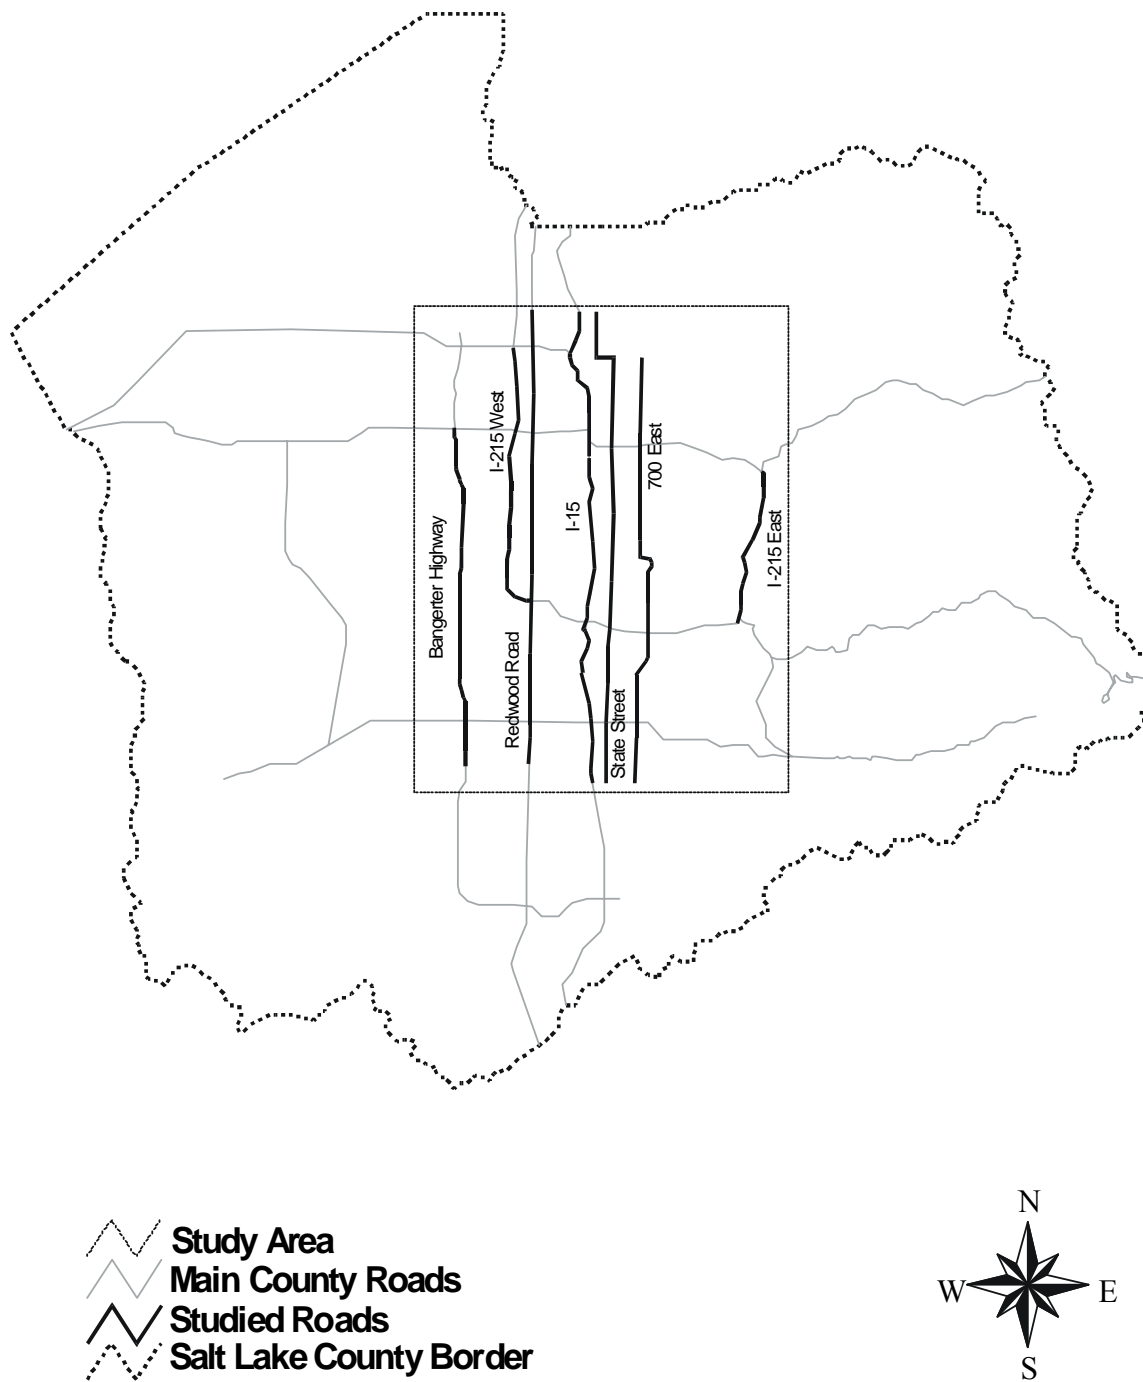 I-215 West
700 East
I-15
I-215 East
Bangerter Highway
Redwood Road
State Street
N
Study Area
Main County Roads
W
E
Studied Roads
Salt Lake County Border
S